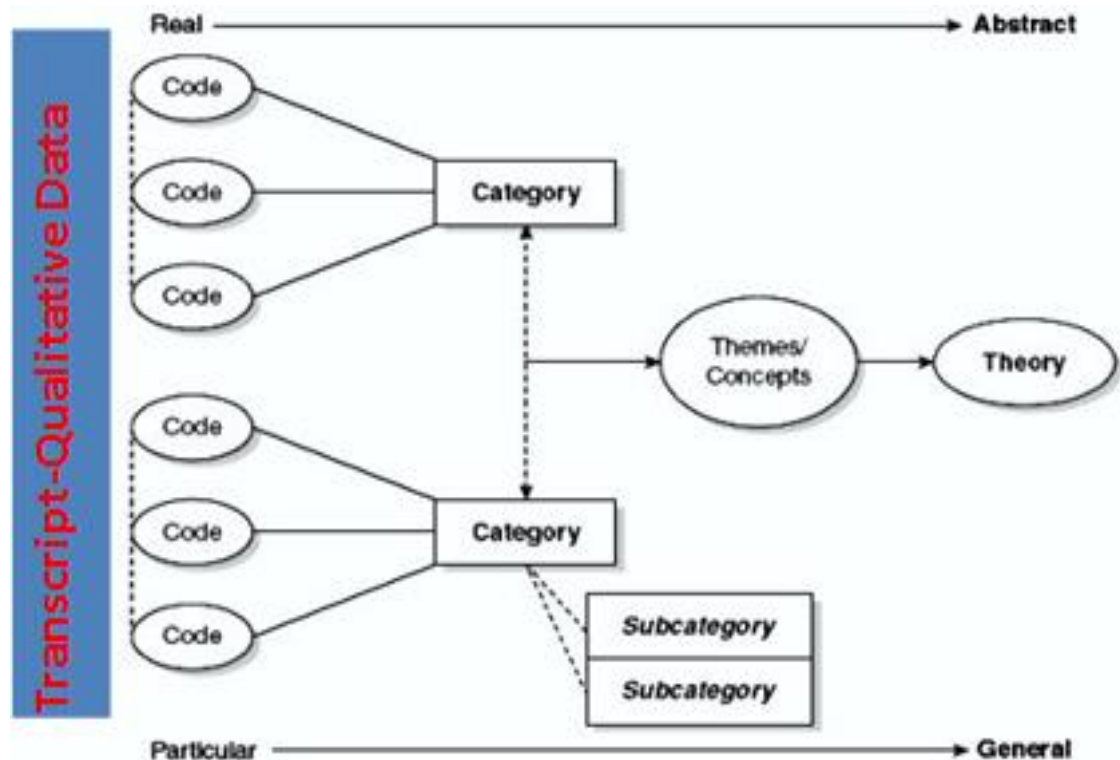 Transcript-Qualitative Data
Real
Abstract
Code
Code
Code
Category
Themes/
Concepts
Theory
Code
Code
Code
Category
Subcategory
Subcategory
Particular
General